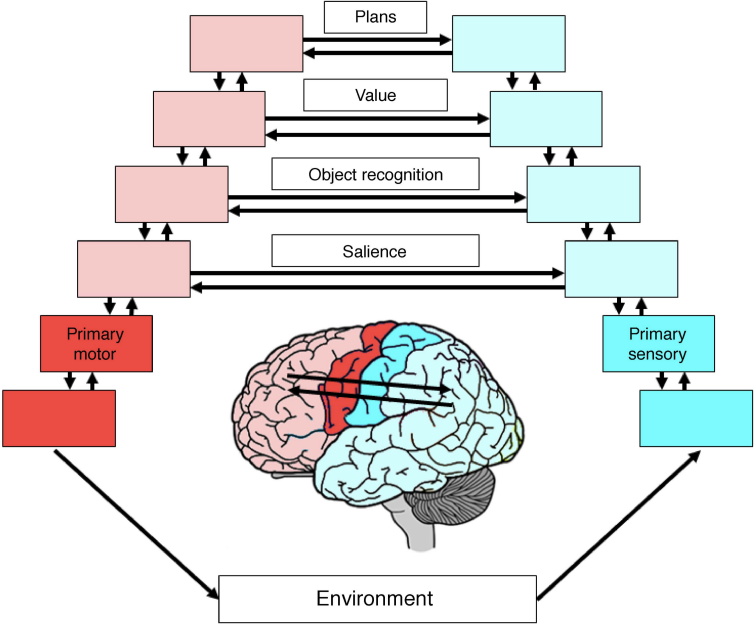 Plans
Value
Object recognition
Salience
Primary
motor
Primary
sensory
Environment